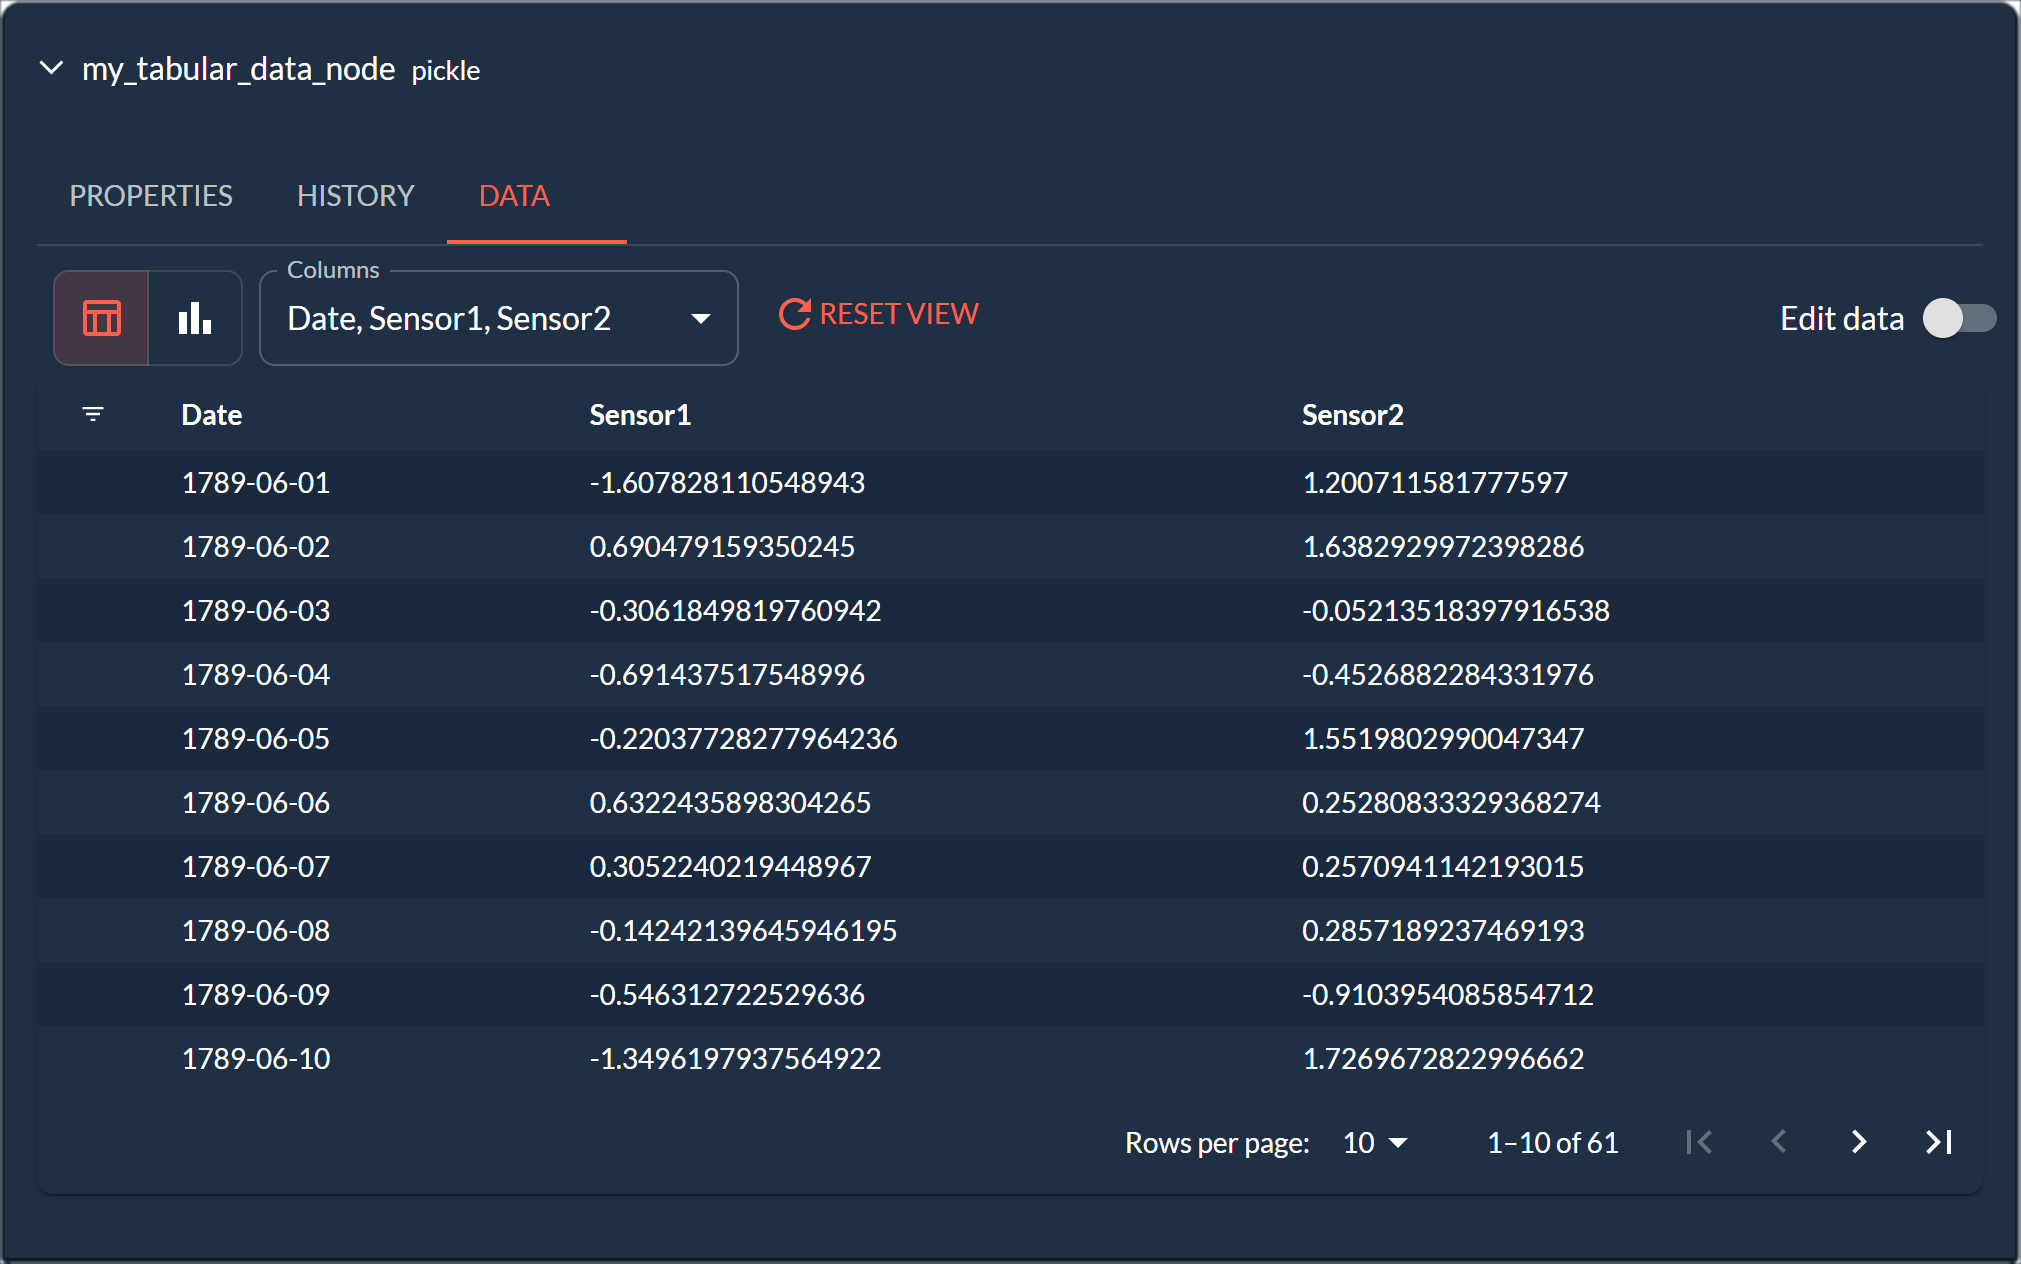 my_tabular_data_node pickle
PROPERTIES HISTORY DATA
Columns
Date, Sensor1, Sensor2 RESET VIEW Edit data
Date Sensor1 Sensor2
1789-06-01 -1.607828110548943 1.200711581777597
1789-06-02 0.690479159350245 1.6382929972398286
1789-06-03 -0.3061849819760942 -0.05213518397916538
1789-06-04 -0.691437517548996 -0.4526882284331976
1789-06-05 -0.22037728277964236 1.5519802990047347
1789-06-06 0.6322435898304265 0.25280833329368274
1789-06-07 0.3052240219448967 0.2570941142193015
1789-06-08 -0.14242139645946195 0.2857189237469193
1789-06-09 -0.546312722529636 -0.9103954085854712
1789-06-10 -1.3496197937564922 1.7269672822996662
Rows per page: 10 1–10 of 61